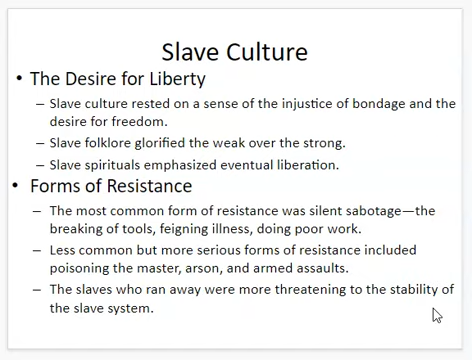 Slave Culture
• The Desire for Liberty
– Slave culture rested on a sense of the injustice of bondage and the
desire for freedom.
– Slave folklore glorified the weak over the strong.
– Slave spirituals emphasized eventual liberation.
• Forms of Resistance
– The most common form of resistance was silent sabotage—the
breaking of tools, feigning illness, doing poor work.
– Less common but more serious forms of resistance included
poisoning the master, arson, and armed assaults.
– The slaves who ran away were more threatening to the stability of
the slave system.